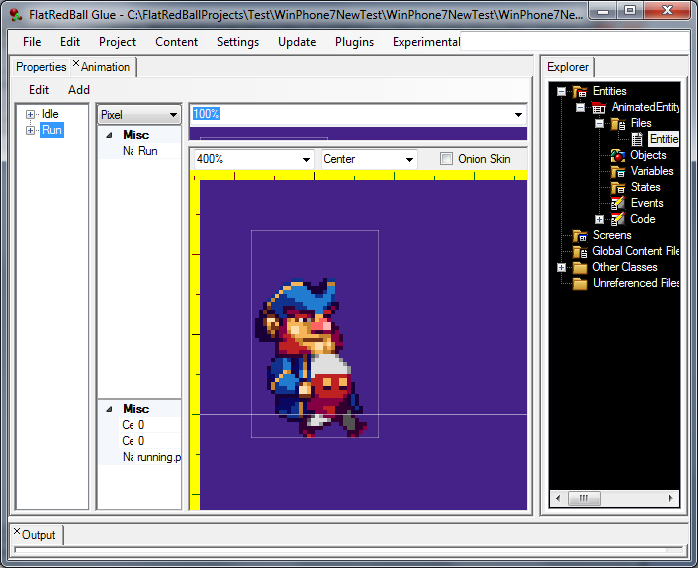 FlatRedBall Glue - C:\FlatRedBallProjects\Test\WinPhone7NewTest\WinPhone7NewTest\WinPhone7Ne...
File Edit Project Content Settings Update Plugins Experimental
Properties Animation
Edit Add
Idle
Run
Pixel
Misc
Na Run
Misc
Ce 0
Ce 0
Na running.p
100%
400% Center Onion Skin
Explorer
Entities
AnimatedEntity
Files
Entitie
Objects
Variables
States
Events
Code
Screens
Global Content File
Other Classes
Unreferenced Files
Output